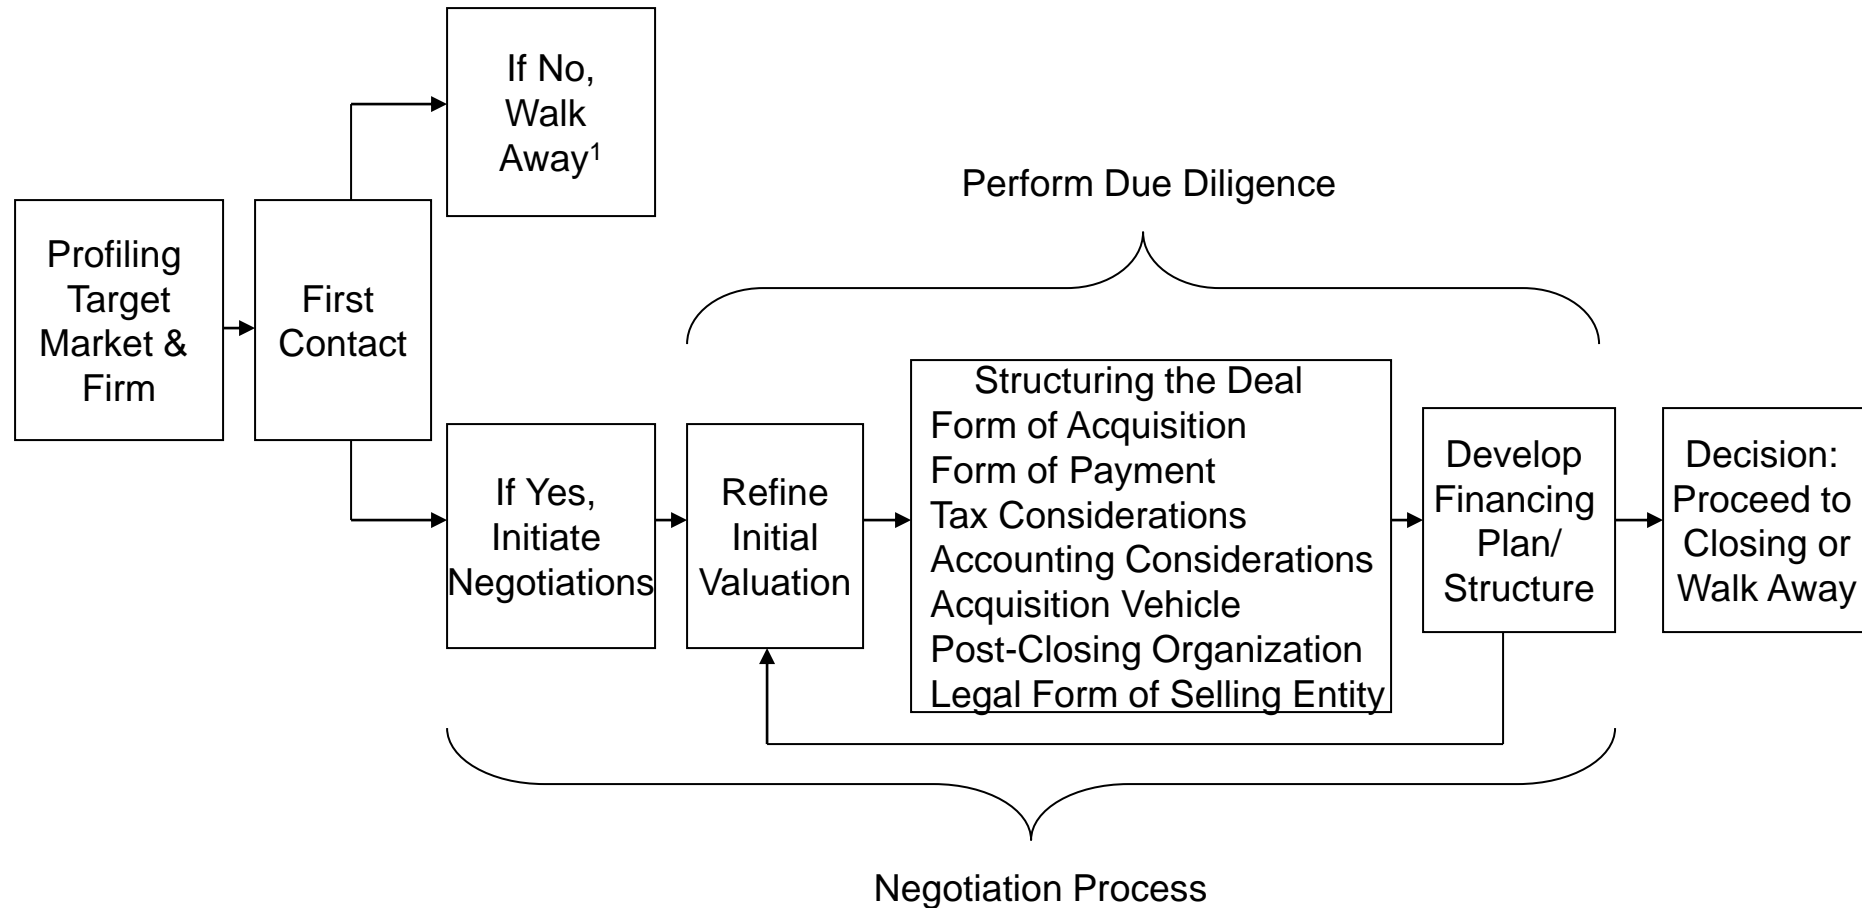 If No,
Walk
Away¹
Perform Due Diligence
Profiling
Target
Market &
Firm
First
Contact
If Yes,
Initiate
Negotiations
Refine
Initial
Valuation
Structuring the Deal
Form of Acquisition
Form of Payment
Tax Considerations
Accounting Considerations
Acquisition Vehicle
Post-Closing Organization
Legal Form of Selling Entity
Develop
Financing
Plan/
Structure
Decision:
Proceed to
Closing or
Walk Away
Negotiation Process